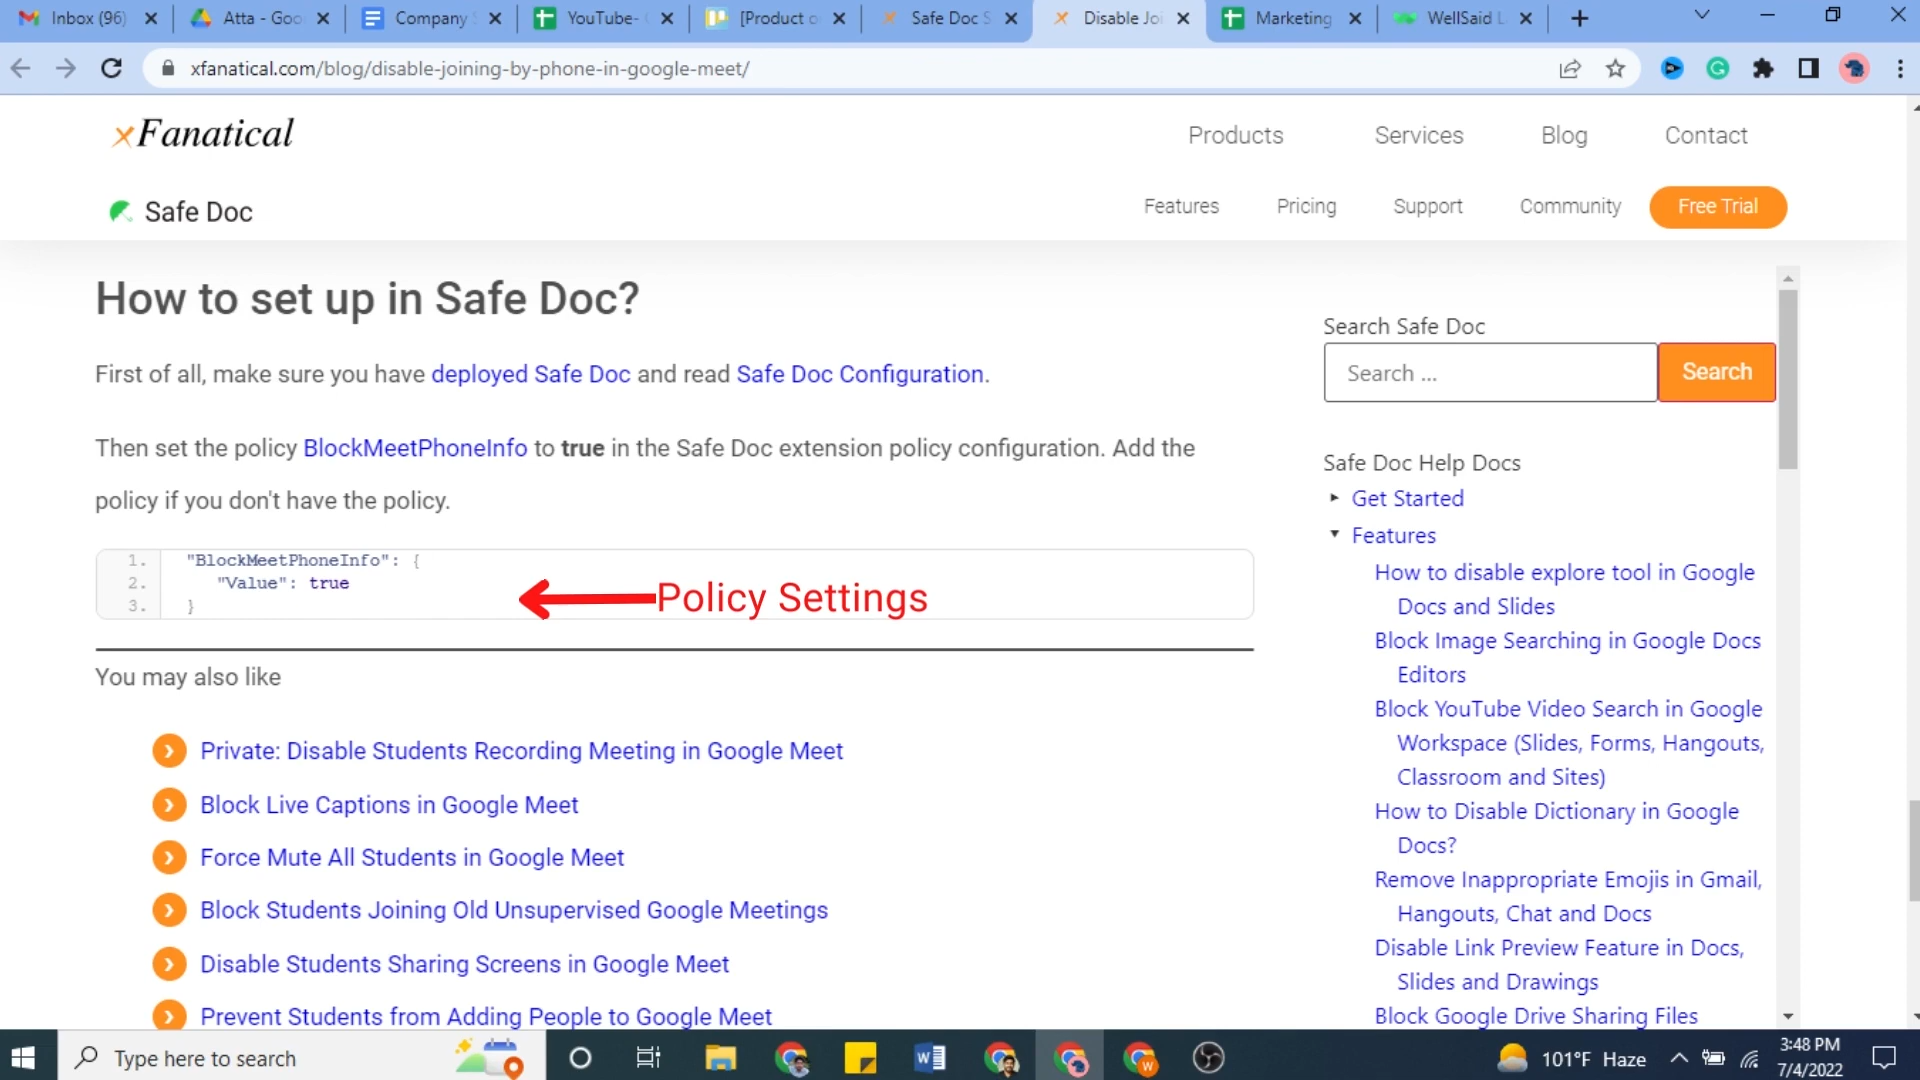 Inbox (96)
Atta - Goo
Company S
YouTube-
[Product o
Safe Doc S
Disable Joi
Marketing
WellSaid L
xfanatical.com/blog/disable-joining-by-phone-in-google-meet/
xFanatical
Products
Services
Blog
Contact
Safe Doc
Features
Pricing
Support
Community
Free Trial
How to set up in Safe Doc?
First of all, make sure you have deployed Safe Doc and read Safe Doc Configuration.
Then set the policy BlockMeetPhoneInfo to true in the Safe Doc extension policy configuration. Add the
policy if you don't have the policy.
1. "BlockMeetPhoneInfo": {
2. "Value": true
3. }
Policy Settings
You may also like
Private: Disable Students Recording Meeting in Google Meet
Block Live Captions in Google Meet
Force Mute All Students in Google Meet
Block Students Joining Old Unsupervised Google Meetings
Disable Students Sharing Screens in Google Meet
Prevent Students from Adding People to Google Meet
Search Safe Doc
Search ...
Search
Safe Doc Help Docs
Get Started
Features
How to disable explore tool in Google
Docs and Slides
Block Image Searching in Google Docs
Editors
Block YouTube Video Search in Google
Workspace (Slides, Forms, Hangouts,
Classroom and Sites)
How to Disable Dictionary in Google
Docs?
Remove Inappropriate Emojis in Gmail,
Hangouts, Chat and Docs
Disable Link Preview Feature in Docs,
Slides and Drawings
Block Google Drive Sharing Files
Type here to search
101°F Haze
3:48 PM
7/4/2022